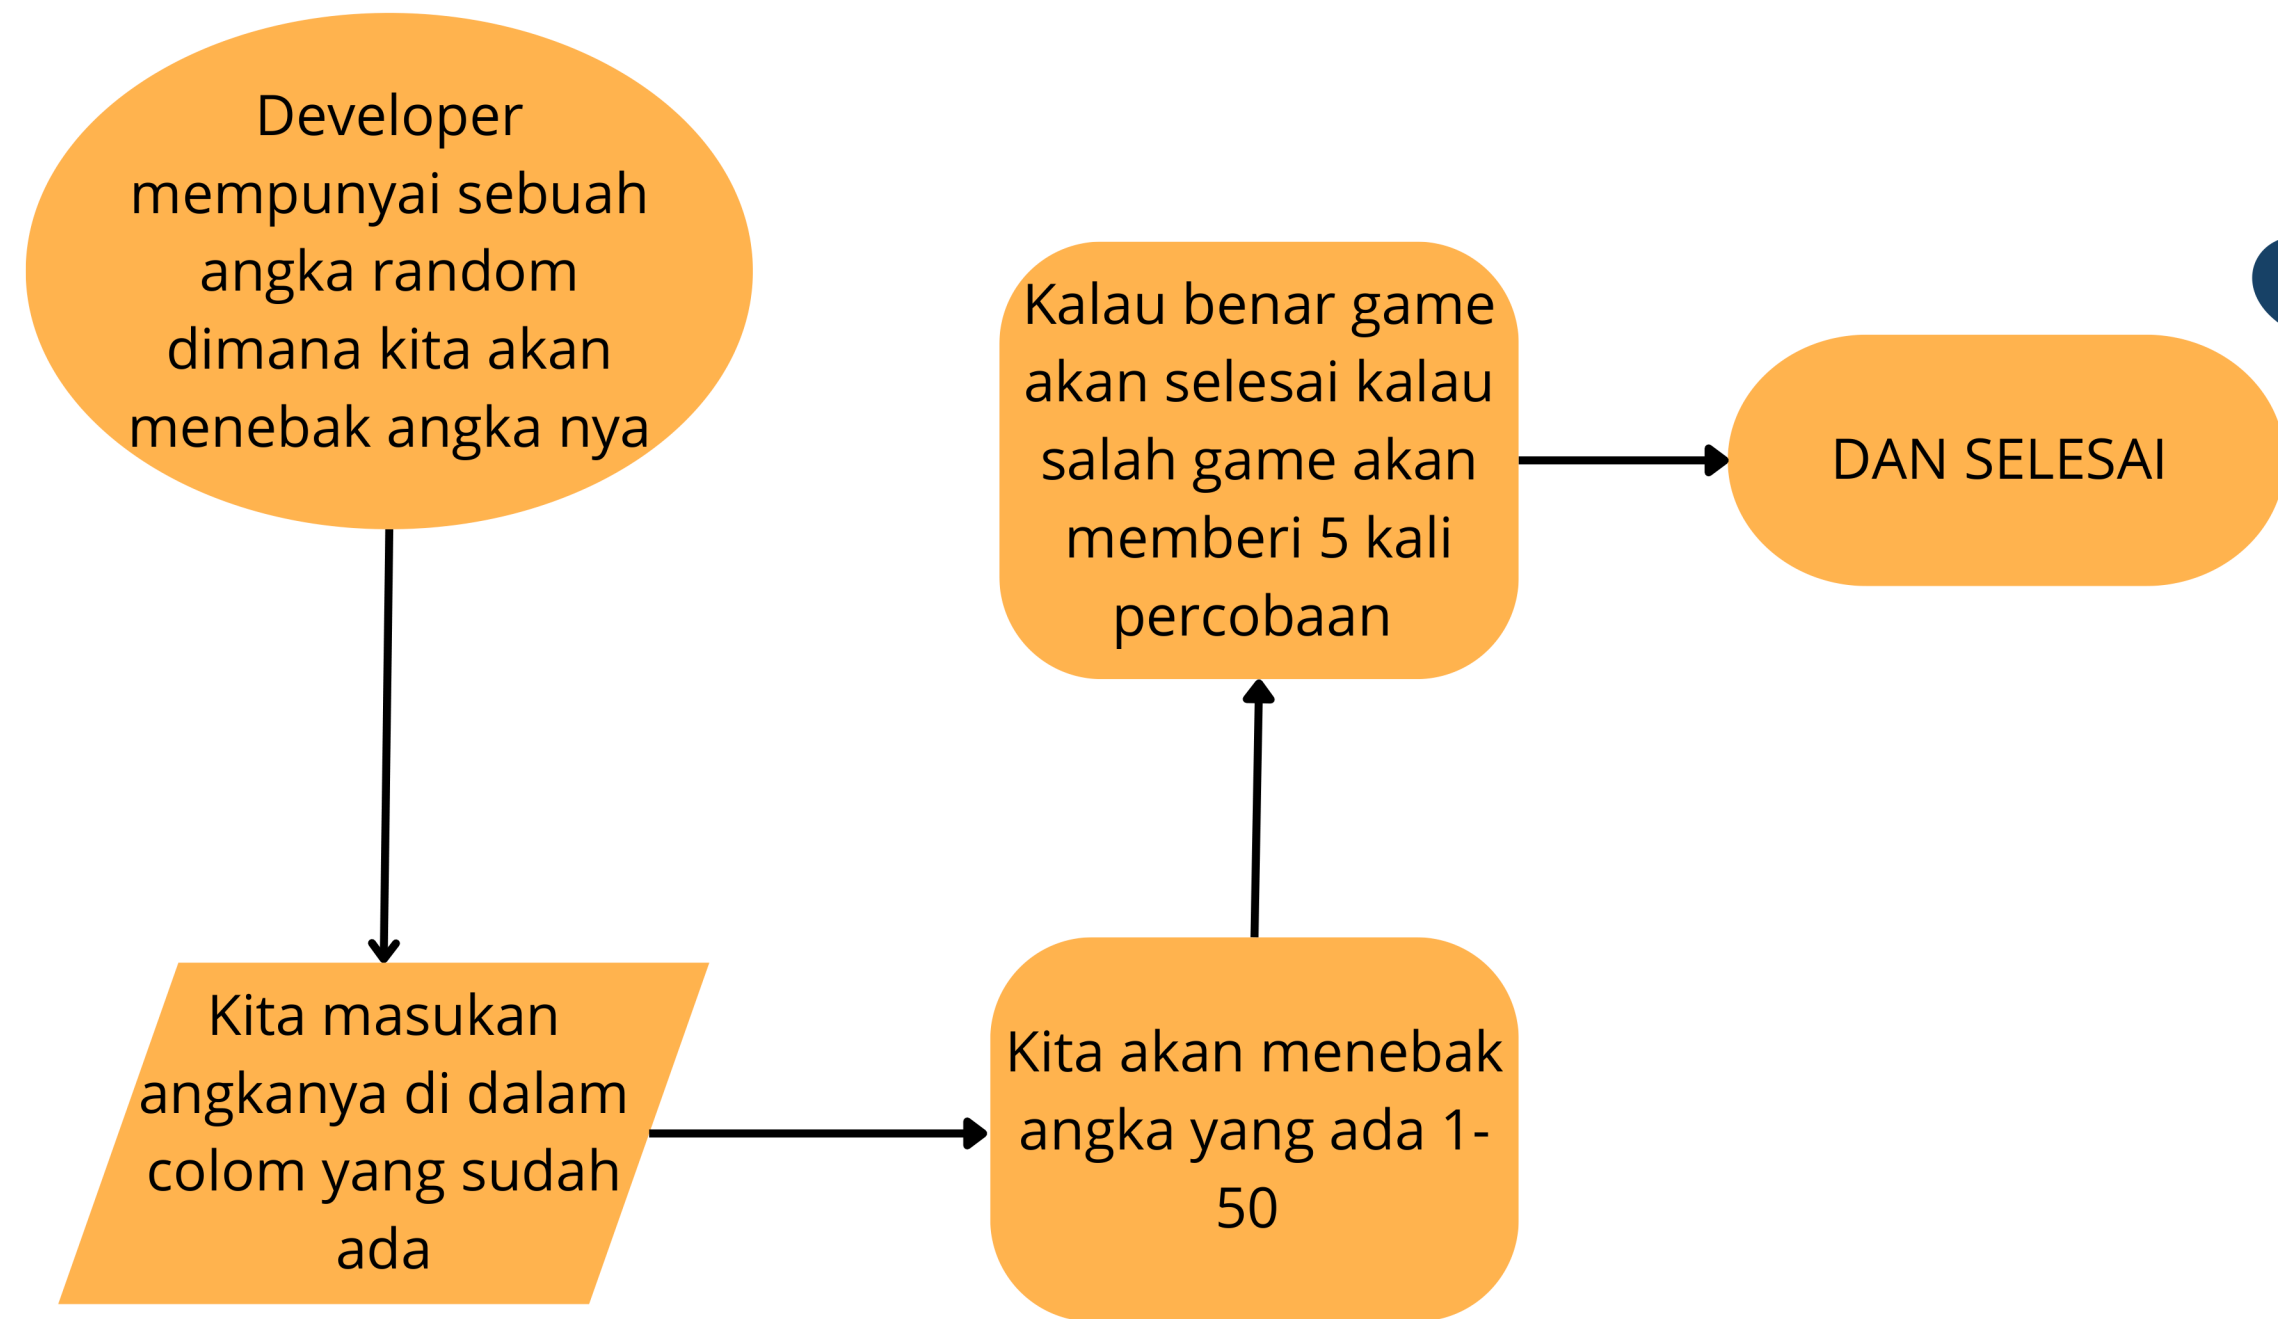 Developer
mempunyai sebuah
angka random
dimana kita akan
menebak angka nya
Kita masukan
angkanya di dalam
colom yang sudah
ada
Kita akan menebak
angka yang ada 1-
50
Kalau benar game
akan selesai kalau
salah game akan
memberi 5 kali
percobaan
DAN SELESAI